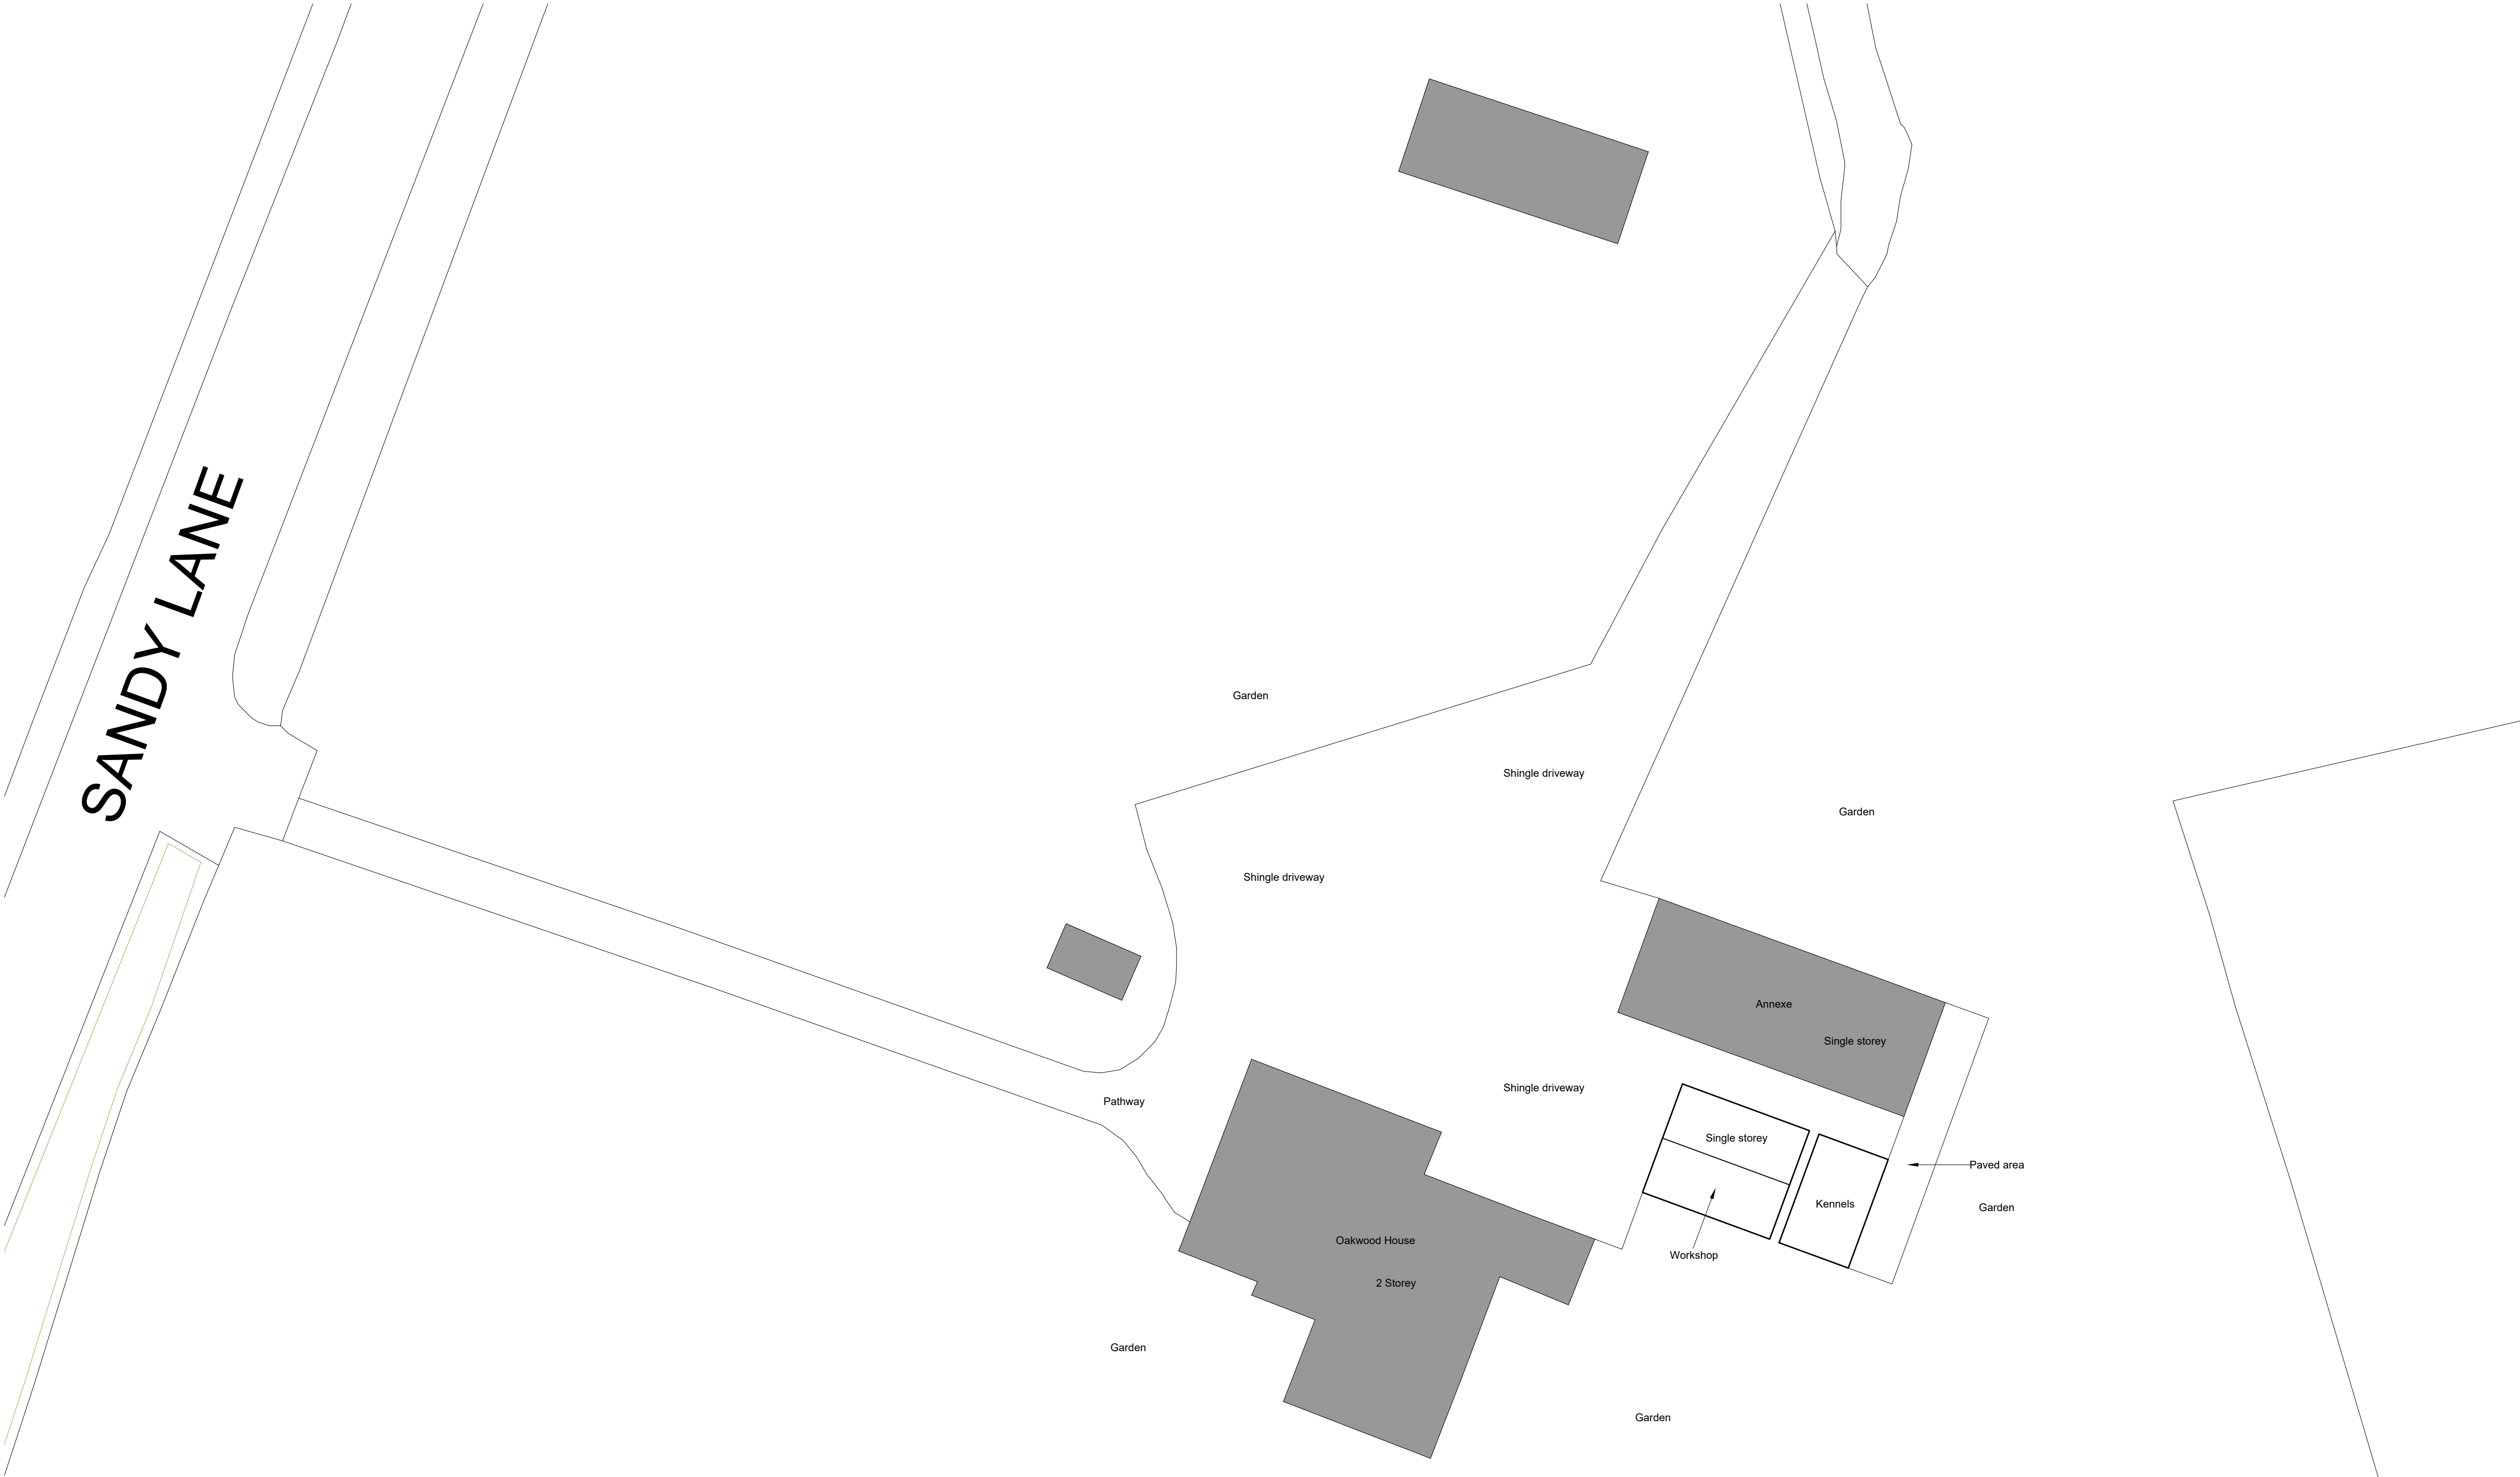 SANDY LANE
Garden
Shingle driveway
Garden
Shingle driveway
Annexe
Single storey
Shingle driveway
Pathway
Single storey
Paved area
Kennels
Garden
Oakwood House
Workshop
2 Storey
Garden
Garden